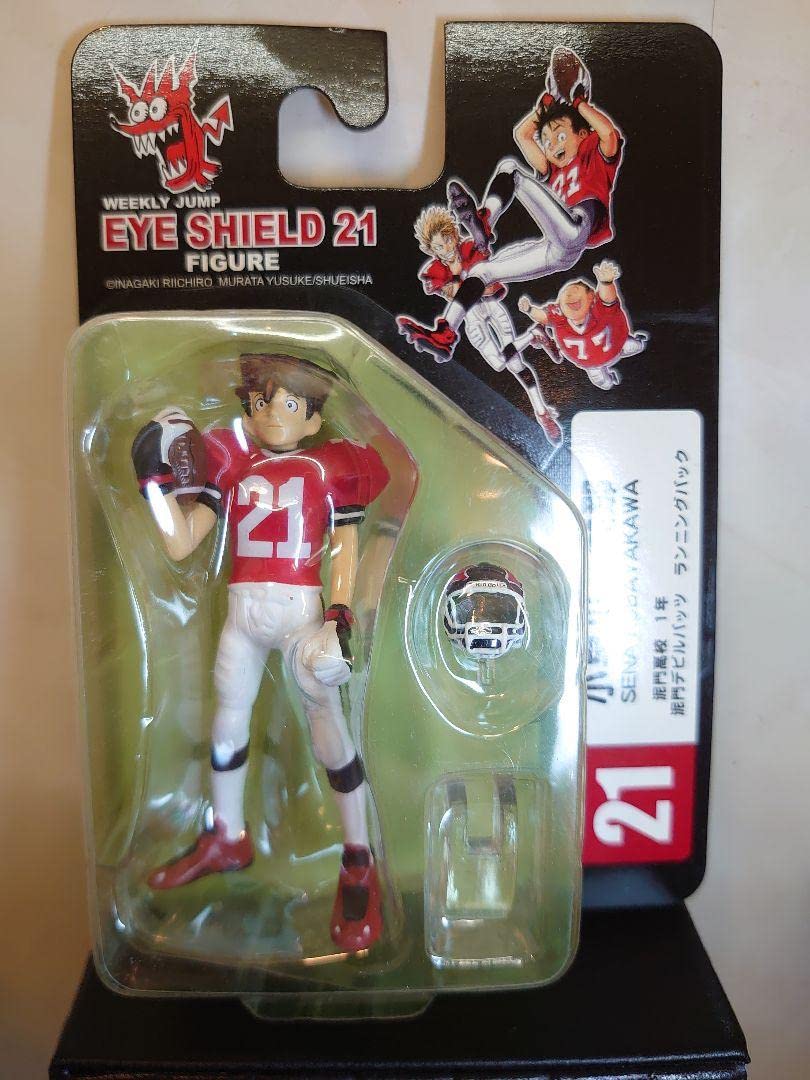 WEEKLY JUMP
EYE SHIELD 21
FIGURE
©INAGAKI RIICHIRO MURATA YUSUKE/SHUEISHA
21
77
21
小
SENA
YAKAWA
泥門高校 1年
泥門デビルバッツ ランニングバック
21